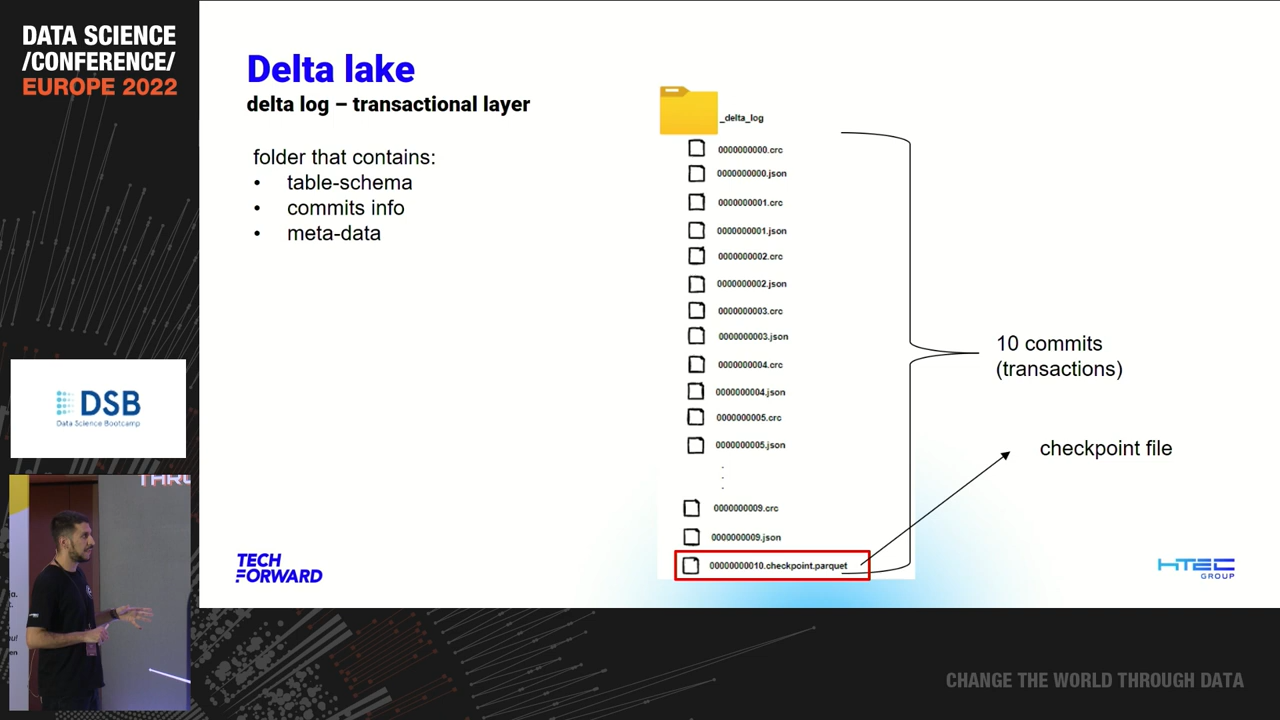 DATA SCIENCE
/CONFERENCE/
EUROPE 2022
Delta lake
delta log – transactional layer
folder that contains:
• table-schema
• commits info
• meta-data
_delta_log
0000000000.crc
0000000000.json
0000000001.crc
0000000001.json
0000000002.crc
0000000002.json
0000000003.crc
0000000003.json
0000000004.crc
0000000004.json
0000000005.crc
0000000005.json
.
.
.
0000000009.crc
0000000009.json
00000000010.checkpoint.parquet
10 commits
(transactions)
checkpoint file
DSB
Data Science Bootcamp
THRO
TECH
FORWARD
HTEC
GROUP
CHANGE THE WORLD THROUGH DATA